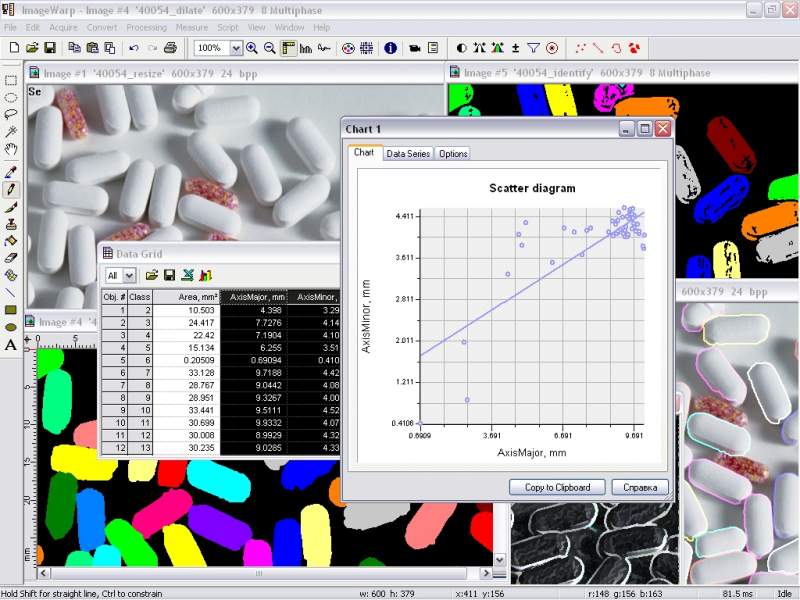 ImageWarp - Image #4 '40054_dilate' 600x379 8 Multiphase
File Edit Acquire Convert Processing Measure Script View Window Help
100%
Image #1 '40054_resize' 600x379 24 bpp
Image #5 '40054_identify' 600x379 8 Multiphase
Se
Chart 1
Chart Data Series Options
Scatter diagram
4.411
3.611
2.811
2.011
1.211
0.4106
0.6909 3.691 6.691 9.691
AxisMinor, mm
AxisMajor, mm
Copy to Clipboard Справка
Data Grid
All
Obj. # Class Area, mm² AxisMajor, mm AxisMinor,
1 2 10.503 4.398 3.29
2 3 24.417 7.7276 4.14
3 4 22.42 7.1904 4.10
4 5 15.134 6.255 3.51
5 6 0.20509 0.69094 0.410
6 7 33.128 9.7188 4.42
7 8 28.767 9.0442 4.08
8 9 28.951 9.3267 4.00
9 10 33.441 9.5111 4.52
10 11 30.699 9.9332 4.07
11 12 30.008 8.9929 4.32
12 13 30.235 9.0285 4.33
600x379 24 bpp
Image #4 '4
0 5
10
15
20
mm
A
Hold Shift for straight line, Ctrl to constrain w: 600 h: 379 x:411 y:156 r:148 g:156 b:163 81.5 ms Idle